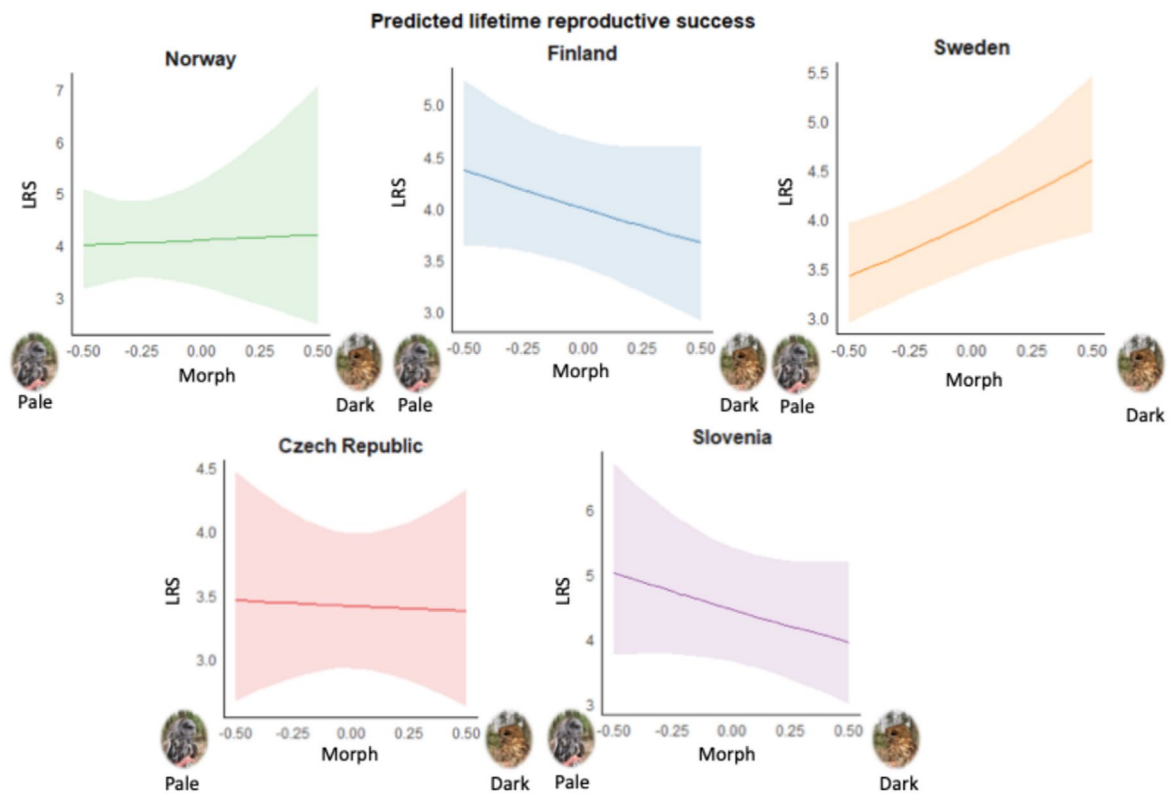 Predicted lifetime reproductive success
Norway
7
6
5
4
3
LRS
-0.50 -0.25 0.00 0.25 0.50
Morph
Pale
Dark
Finland
5.0
4.5
4.0
3.5
3.0
LRS
-0.50 -0.25 0.00 0.25 0.50
Morph
Pale
Dark
Sweden
5.5
5.0
4.5
4.0
3.5
3.0
LRS
-0.50 -0.25 0.00 0.25 0.50
Morph
Pale
Dark
Czech Republic
4.5
4.0
3.5
3.0
LRS
-0.50 -0.25 0.00 0.25 0.50
Morph
Pale
Dark
Slovenia
6
5
4
3
LRS
-0.50 -0.25 0.00 0.25 0.50
Morph
Pale
Dark